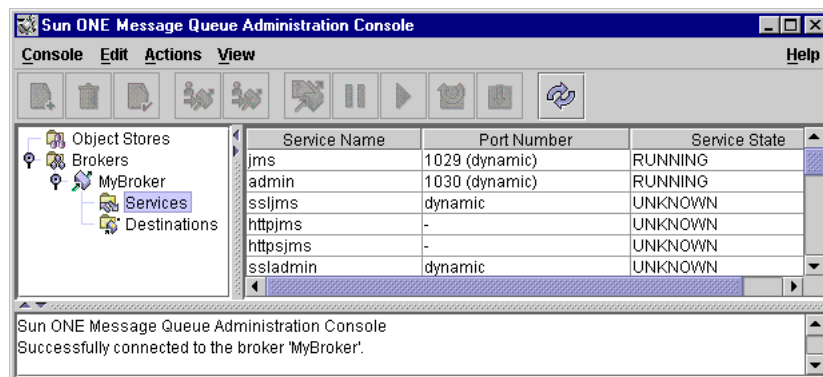 Sun ONE Message Queue Administration Console
Console Edit Actions View Help
Object Stores
Brokers
MyBroker
Services
Destinations
Service Name Port Number Service State
jms 1029 (dynamic) RUNNING
admin 1030 (dynamic) RUNNING
ssljms dynamic UNKNOWN
httpjms - UNKNOWN
httpsjms - UNKNOWN
ssladmin dynamic UNKNOWN
Sun ONE Message Queue Administration Console
Successfully connected to the broker 'MyBroker'.